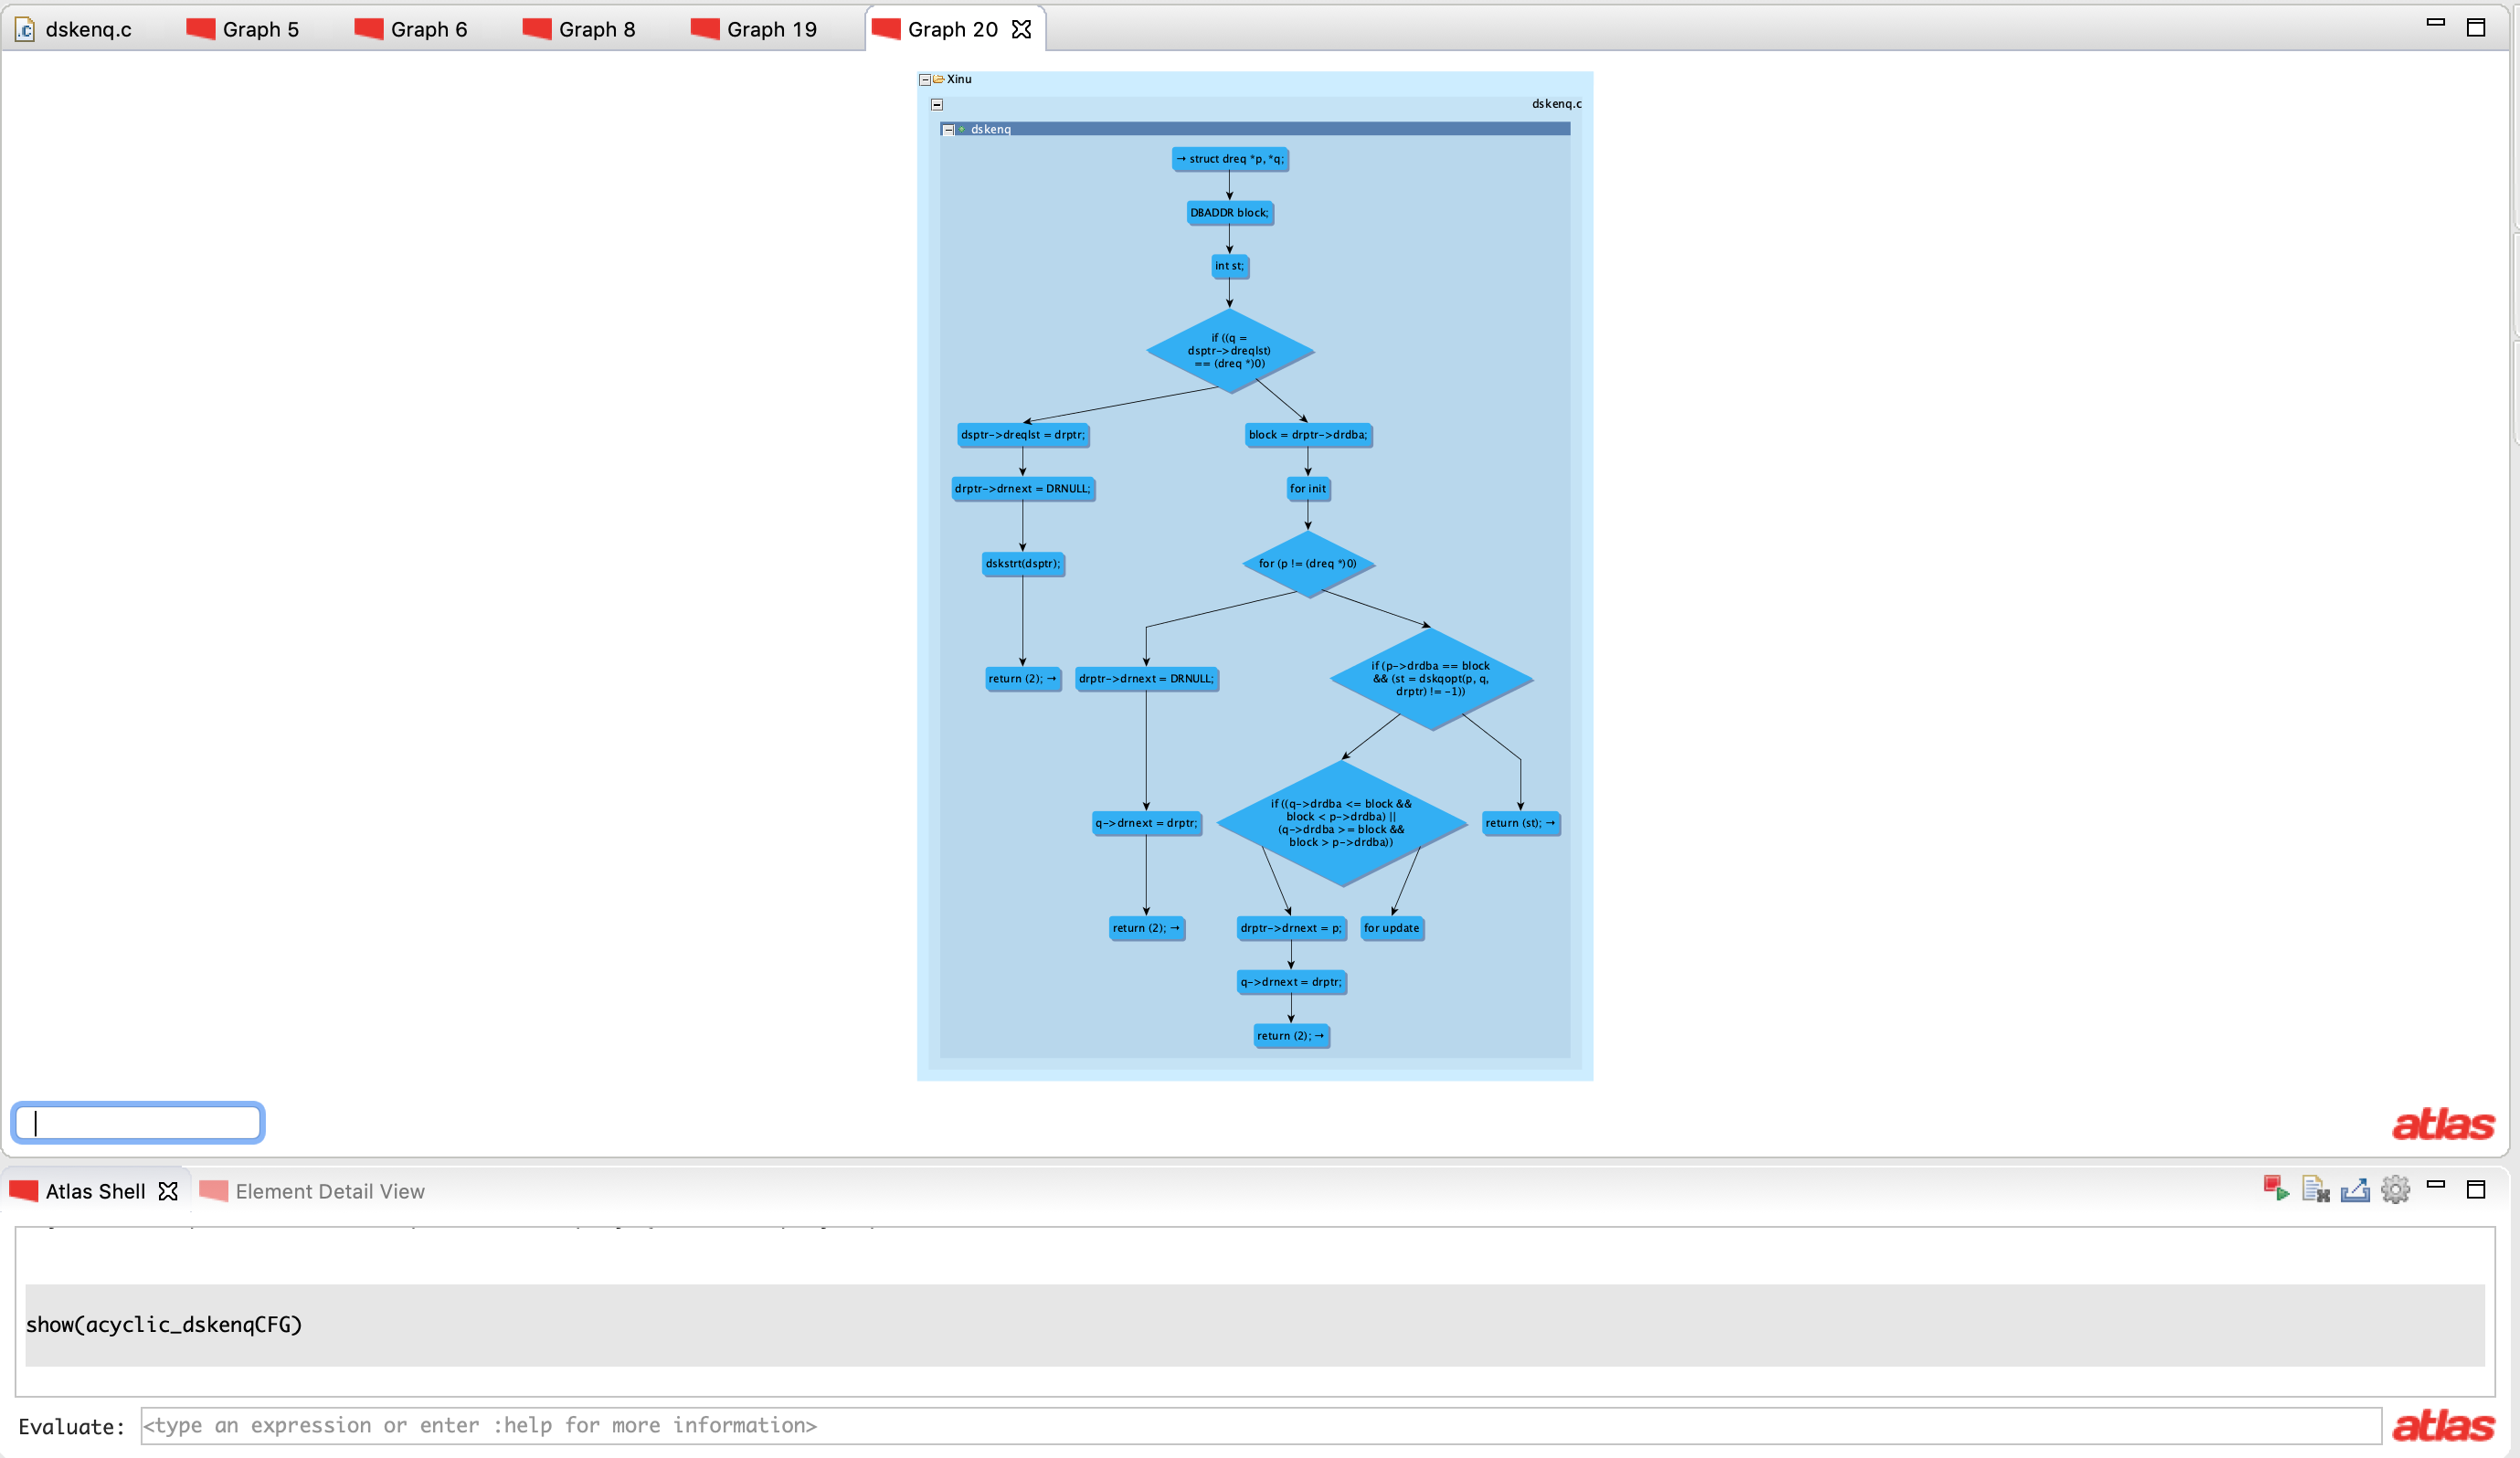 dskenq.c
Graph 5
Graph 6
Graph 8
Graph 19
Graph 20
Xinu
dskenq.c
* dskenq
→ struct dreq *p, *q;
DBADDR block;
int st;
if ((q =
dsptr->dreqlst)
== (dreq *)0)
dsptr->dreqlst = drptr;
block = drptr->drdba;
drptr->drnext = DRNULL;
for init
dskstrt(dsptr);
for (p != (dreq *)0)
return (2); →
drptr->drnext = DRNULL;
if (p->drdba == block
&& (st = dskqopt(p, q,
drptr) != -1))
q->drnext = drptr;
if ((q->drdba <= block &&
block < p->drdba) ||
(q->drdba >= block &&
block > p->drdba))
return (st); →
return (2); →
drptr->drnext = p;
for update
q->drnext = drptr;
return (2); →
atlas
Atlas Shell
Element Detail View
show(acyclic_dskenqCFG)
Evaluate:
<type an expression or enter :help for more information>
atlas